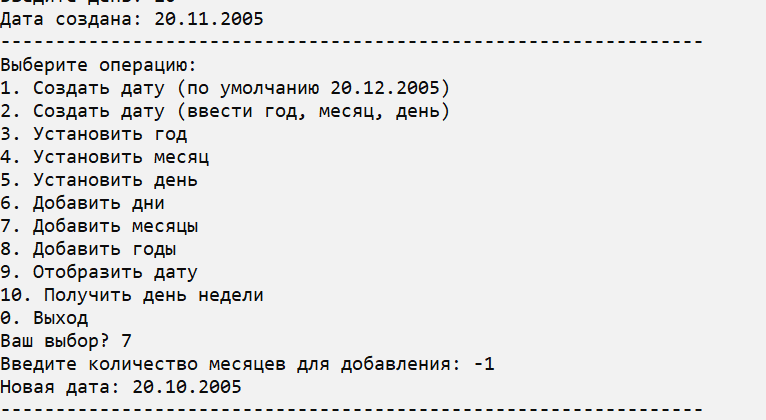 Дата создана: 20.11.2005
----------------------------------------------------------------
Выберите операцию:
1. Создать дату (по умолчанию 20.12.2005)
2. Создать дату (ввести год, месяц, день)
3. Установить год
4. Установить месяц
5. Установить день
6. Добавить дни
7. Добавить месяцы
8. Добавить годы
9. Отобразить дату
10. Получить день недели
0. Выход
Ваш выбор? 7
Введите количество месяцев для добавления: -1
Новая дата: 20.10.2005
----------------------------------------------------------------